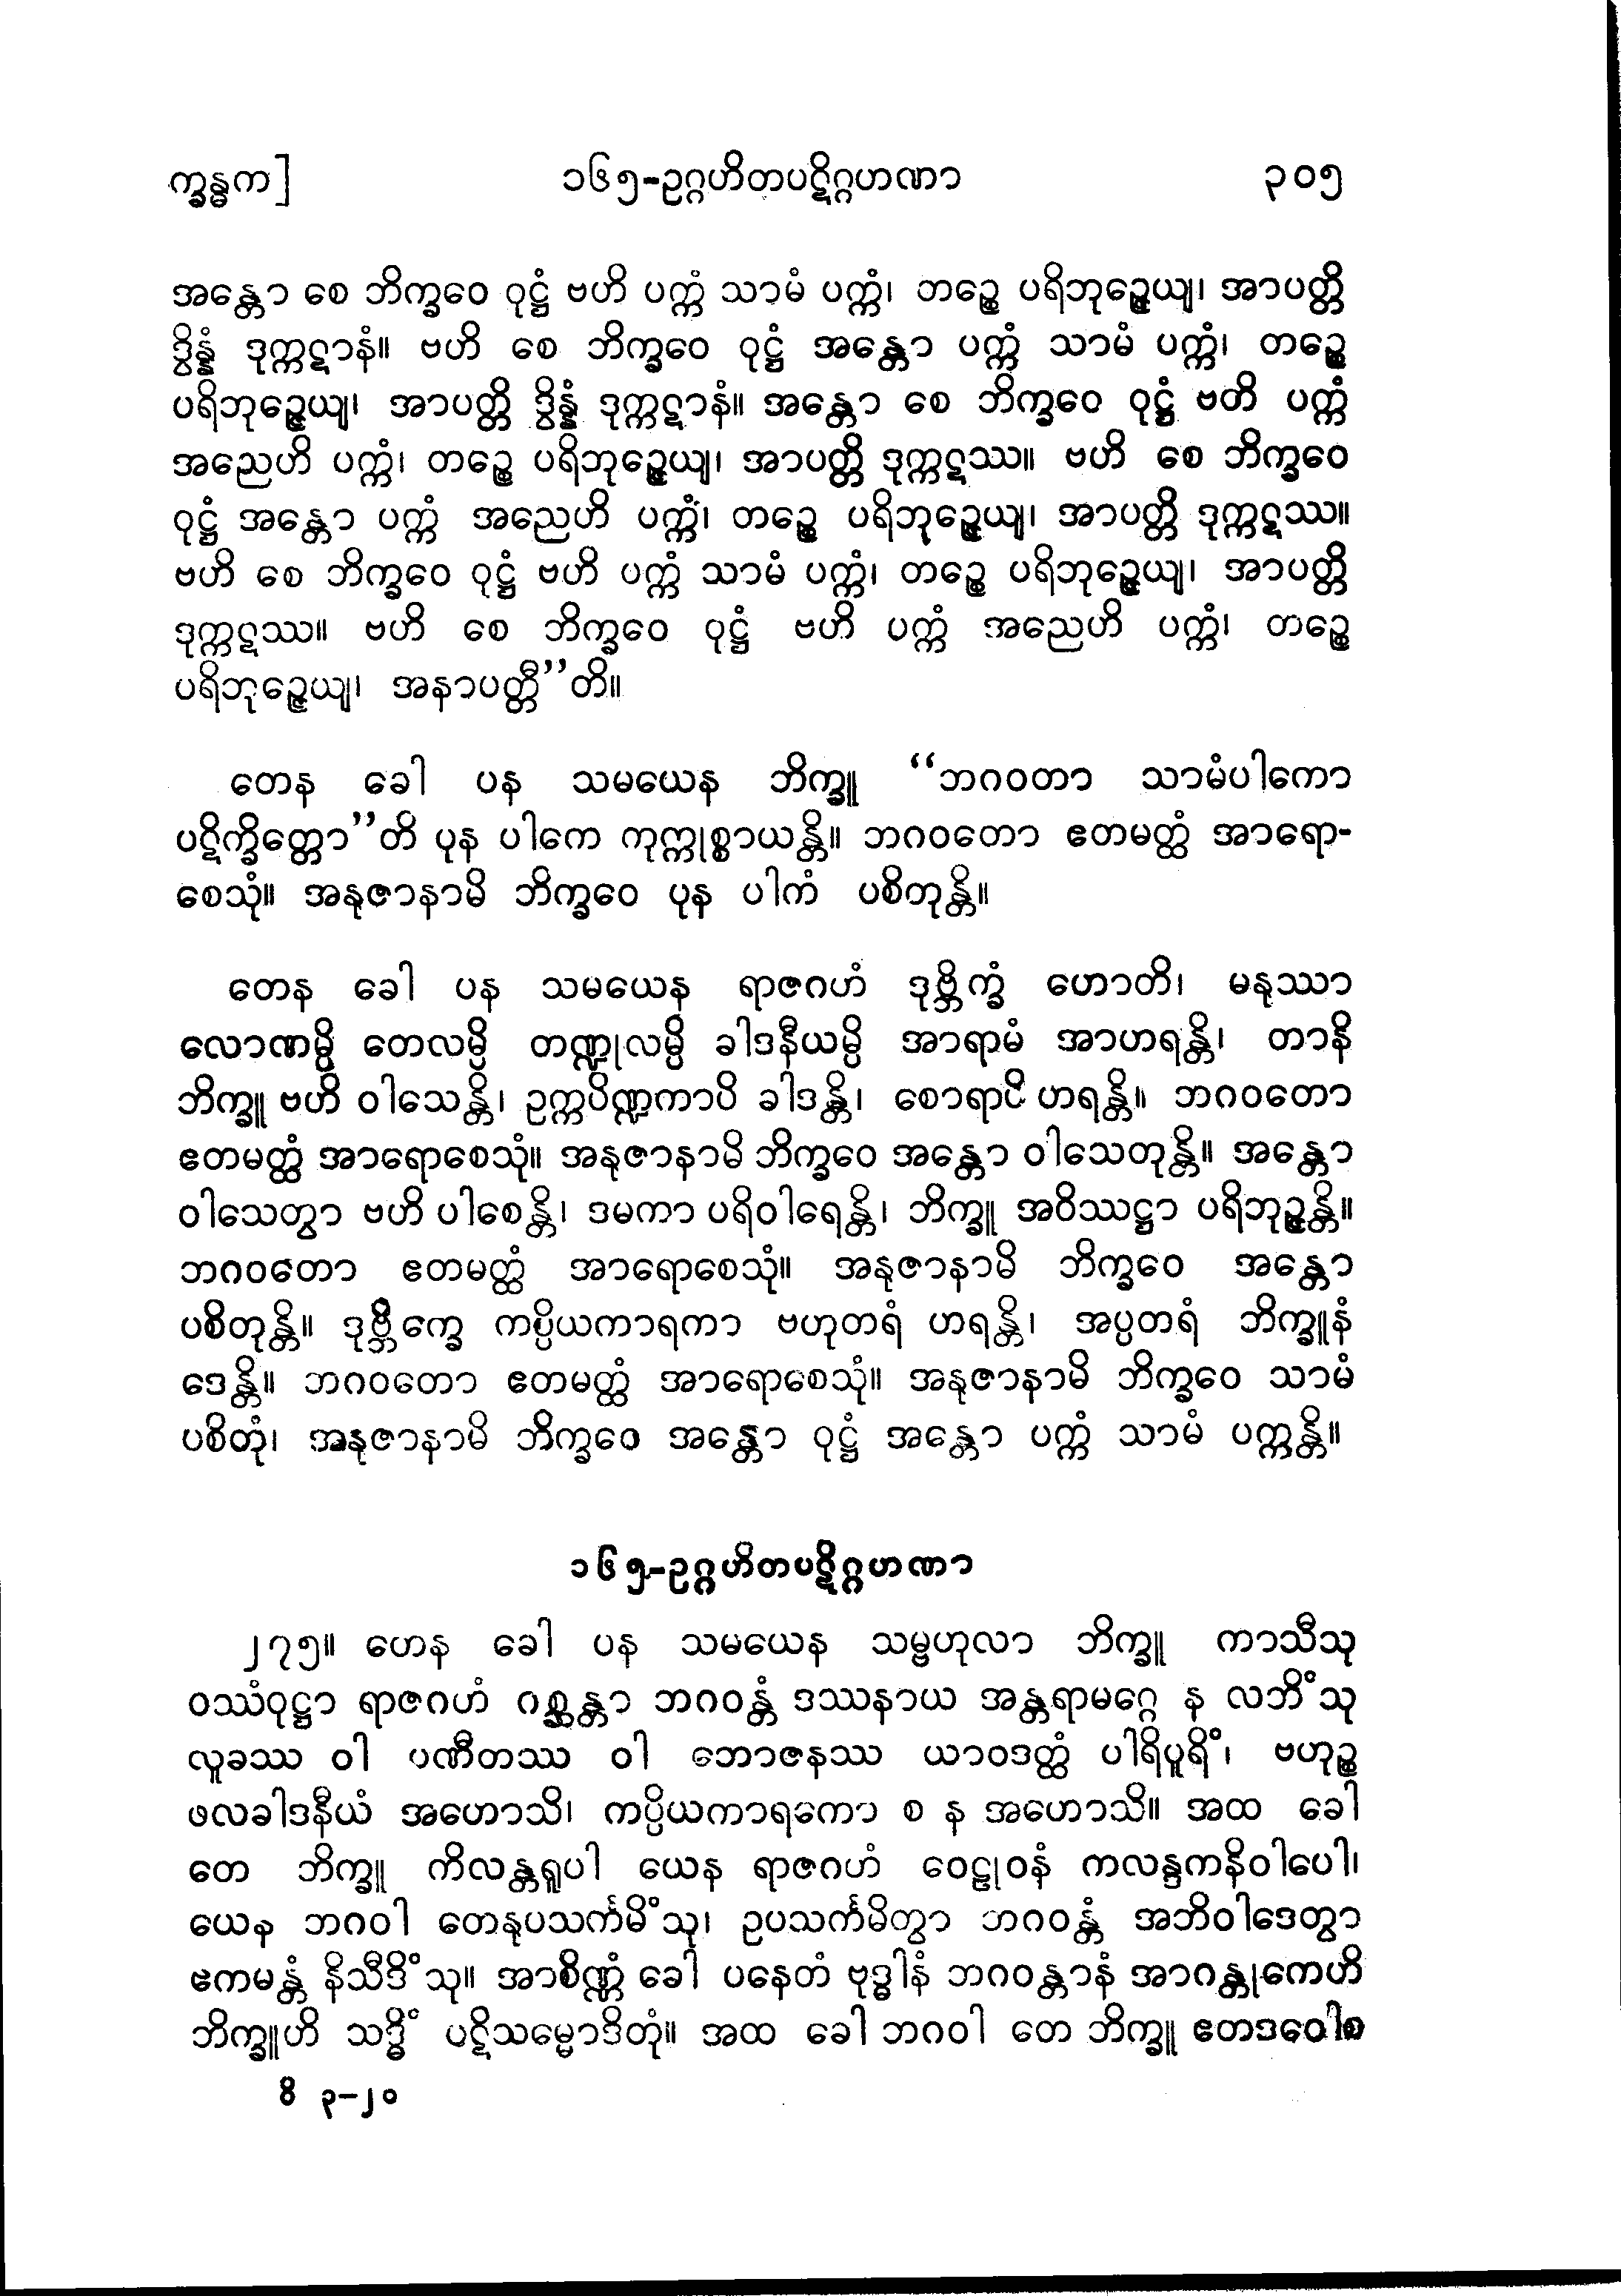 က္ခန္ဓက] ၁၆၅-ဥဂ္ဂဟိတပဋိဂ္ဂဟဏာ ၃၀၅
အန္တော စေ ဘိက္ခဝေ ဝုဋ္ဌံ ဗဟိ ပက္ကံ သာမံ ပက္ကံ၊ တဉ္စေ ပရိဘုဉ္ဇေယျ၊ အာပတ္တိ
ဒွိန္နံ ဒုက္ကဋာနံ။ ဗဟိ စေ ဘိက္ခဝေ ဝုဋ္ဌံ အန္တော ပက္ကံ သာမံ ပက္ကံ၊ တဉ္စေ
ပရိဘုဉ္ဇေယျ၊ အာပတ္တိ ဒွိန္နံ ဒုက္ကဋာနံ။ အန္တော စေ ဘိက္ခဝေ ဝုဋ္ဌံ ဗတိ ပက္ကံ
အညေဟိ ပက္ကံ၊ တဉ္စေ ပရိဘုဉ္ဇေယျ၊ အာပတ္တိ ဒုက္ကဋဿ။ ဗဟိ စေ ဘိက္ခဝေ
ဝုဋ္ဌံ အန္တော ပက္ကံ အညေဟိ ပက္ကံ၊ တဉ္စေ ပရိဘုဉ္ဇေယျ၊ အာပတ္တိ ဒုက္ကဋဿ။
ဗဟိ စေ ဘိက္ခဝေ ဝုဋ္ဌံ ဗဟိ ပက္ကံ သာမံ ပက္ကံ၊ တဉ္စေ ပရိဘုဉ္ဇေယျ၊ အာပတ္တိ
ဒုက္ကဋဿ။ ဗဟိ စေ ဘိက္ခဝေ ဝုဋ္ဌံ ဗဟိ ပက္ကံ အညေဟိ ပက္ကံ၊ တဉ္စေ
ပရိဘုဉ္ဇေယျ၊ အနာပတ္တီ”တိ။
တေန ခေါ ပန သမယေန ဘိက္ခူ “ဘဂဝတာ သာမံပါကော
ပဋိက္ခိတ္တော”တိ ပုန ပါကေ ကုက္ကုစ္စာယန္တိ။ ဘဂဝတော ဧတမတ္ထံ အာရော-
စေသုံ။ အနုဇာနာမိ ဘိက္ခဝေ ပုန ပါကံ ပစိတုန္တိ။
တေန ခေါ ပန သမယေန ရာဇဂဟံ ဒုဗ္ဘိက္ခံ ဟောတိ၊ မနုဿာ
လောဏမ္ပိ တေလမ္ပိ တဏ္ဍုလမ္ပိ ခါဒနီယမ္ပိ အာရာမံ အာဟရန္တိ၊ တာနိ
ဘိက္ခူ ဗဟိ ဝါသေန္တိ၊ ဥက္ကပိဏ္ဍကာပိ ခါဒန္တိ၊ စောရာပိ ဟရန္တိ။ ဘဂဝတော
ဧတမတ္ထံ အာရောစေသုံ။ အနုဇာနာမိ ဘိက္ခဝေ အန္တော ဝါသေတုန္တိ။ အန္တော
ဝါသေတွာ ဗဟိ ပါစေန္တိ၊ ဒမကာ ပရိဝါရေန္တိ၊ ဘိက္ခူ အဝိဿဋ္ဌာ ပရိဘုဉ္ဇန္တိ။
ဘဂဝတော ဧတမတ္ထံ အာရောစေသုံ။ အနုဇာနာမိ ဘိက္ခဝေ အန္တော
ပစိတုန္တိ။ ဒုဗ္ဘိက္ခေ ကပ္ပိယကာရကာ ဗဟုတရံ ဟရန္တိ၊ အပ္ပတရံ ဘိက္ခူနံ
ဒေန္တိ။ ဘဂဝတော ဧတမတ္ထံ အာရောစေသုံ။ အနုဇာနာမိ ဘိက္ခဝေ သာမံ
ပစိတုံ၊ အနုဇာနာမိ ဘိက္ခဝေ အန္တော ဝုဋ္ဌံ အန္တော ပက္ကံ သာမံ ပက္ကန္တိ။
၁၆၅-ဥဂ္ဂဟိတပဋိဂ္ဂဟဏာ
၂၇၅။ ဟေန ခေါ ပန သမယေန သမ္ဗဟုလာ ဘိက္ခူ ကာသီသု
ဝဿံဝုဋ္ဌာ ရာဇဂဟံ ဂစ္ဆန္တာ ဘဂဝန္တံ ဒဿနာယ အန္တရာမဂ္ဂေ န လဘိံသု
လူခဿ ဝါ ပဏီတဿ ဝါ ဘောဇနဿ ယာဝဒတ္ထံ ပါရိပူရိံ၊ ဗဟုဉ္စ
ဖလခါဒနီယံ အဟောသိ၊ ကပ္ပိယကာရကော စ န အဟောသိ။ အထ ခေါ
တေ ဘိက္ခူ ကိလန္တရူပါ ယေန ရာဇဂဟံ ဝေဠုဝနံ ကလန္ဒကနိဝါပေါ၊
ယေန ဘဂဝါ တေနုပသင်္ကမိံသု၊ ဥပသင်္ကမိတွာ ဘဂဝန္တံ အဘိဝါဒေတွာ
ဧကမန္တံ နိသီဒိံသု။ အာစိဏ္ဏံ ခေါ ပနေတံ ဗုဒ္ဓါနံ ဘဂဝန္တာနံ အာဂန္တုကေဟိ
ဘိက္ခူဟိ သဒ္ဓိံ ပဋိသမ္မောဒိတုံ။ အထ ခေါ ဘဂဝါ တေ ဘိက္ခူ ဧတဒဝေါစ
ဝိ ၃-၂၀